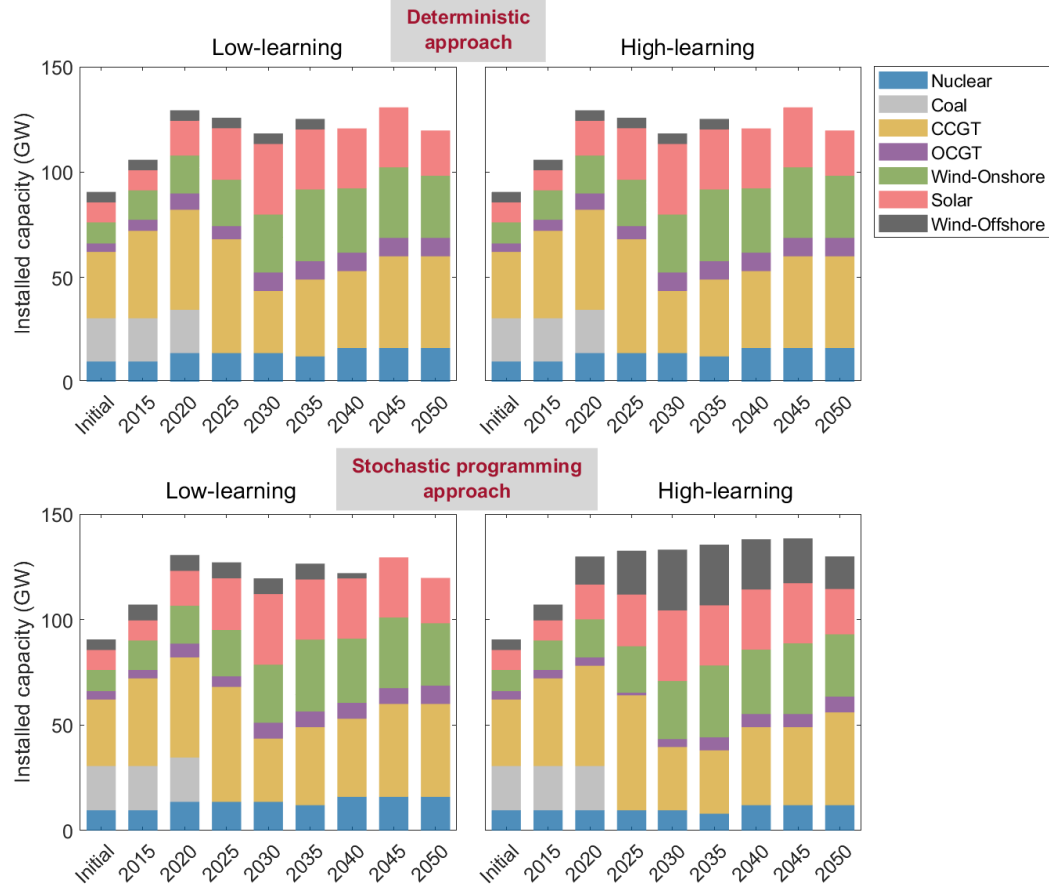 Deterministic
approach
Low-learning
High-learning
Installed capacity (GW)
150
100
50
0
Initial
2015
2020
2025
2030
2035
2040
2045
2050
Initial
2015
2020
2025
2030
2035
2040
2045
2050
Nuclear
Coal
CCGT
OCGT
Wind-Onshore
Solar
Wind-Offshore
Stochastic programming
approach
Low-learning
High-learning
Installed capacity (GW)
150
100
50
0
Initial
2015
2020
2025
2030
2035
2040
2045
2050
Initial
2015
2020
2025
2030
2035
2040
2045
2050